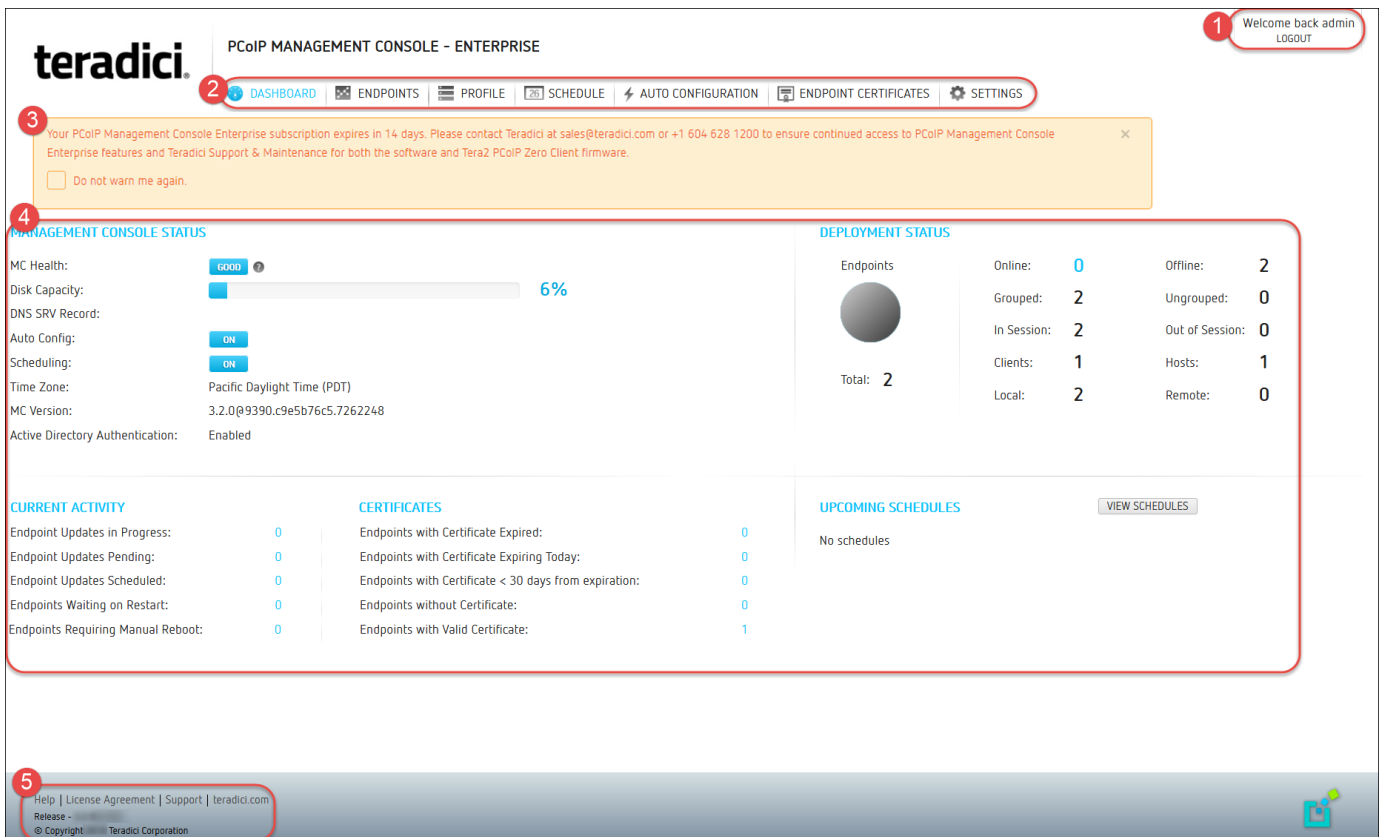 1
Welcome back admin
LOGOUT
teradici®
PCoIP MANAGEMENT CONSOLE - ENTERPRISE
2
DASHBOARD
ENDPOINTS
PROFILE
26
SCHEDULE
AUTO CONFIGURATION
ENDPOINT CERTIFICATES
SETTINGS
3
Your PCoIP Management Console Enterprise subscription expires in 14 days. Please contact Teradici at sales@teradici.com or +1 604 628 1200 to ensure continued access to PCoIP Management Console
Enterprise features and Teradici Support & Maintenance for both the software and Tera2 PCoIP Zero Client firmware.
Do not warn me again.
4
MANAGEMENT CONSOLE STATUS
MC Health: GOOD ?
Disk Capacity: 6%
DNS SRV Record:
Auto Config: ON
Scheduling: ON
Time Zone: Pacific Daylight Time (PDT)
MC Version: 3.2.0@9390.c9e5b76c5.7262248
Active Directory Authentication: Enabled
DEPLOYMENT STATUS
Endpoints
Total: 2
Online: 0 Offline: 2
Grouped: 2 Ungrouped: 0
In Session: 2 Out of Session: 0
Clients: 1 Hosts: 1
Local: 2 Remote: 0
CURRENT ACTIVITY
Endpoint Updates in Progress: 0
Endpoint Updates Pending: 0
Endpoint Updates Scheduled: 0
Endpoints Waiting on Restart: 0
Endpoints Requiring Manual Reboot: 0
CERTIFICATES
Endpoints with Certificate Expired: 0
Endpoints with Certificate Expiring Today: 0
Endpoints with Certificate < 30 days from expiration: 0
Endpoints without Certificate: 0
Endpoints with Valid Certificate: 1
UPCOMING SCHEDULES
VIEW SCHEDULES
No schedules
5
Help | License Agreement | Support | teradici.com
Release -
© Copyright Teradici Corporation